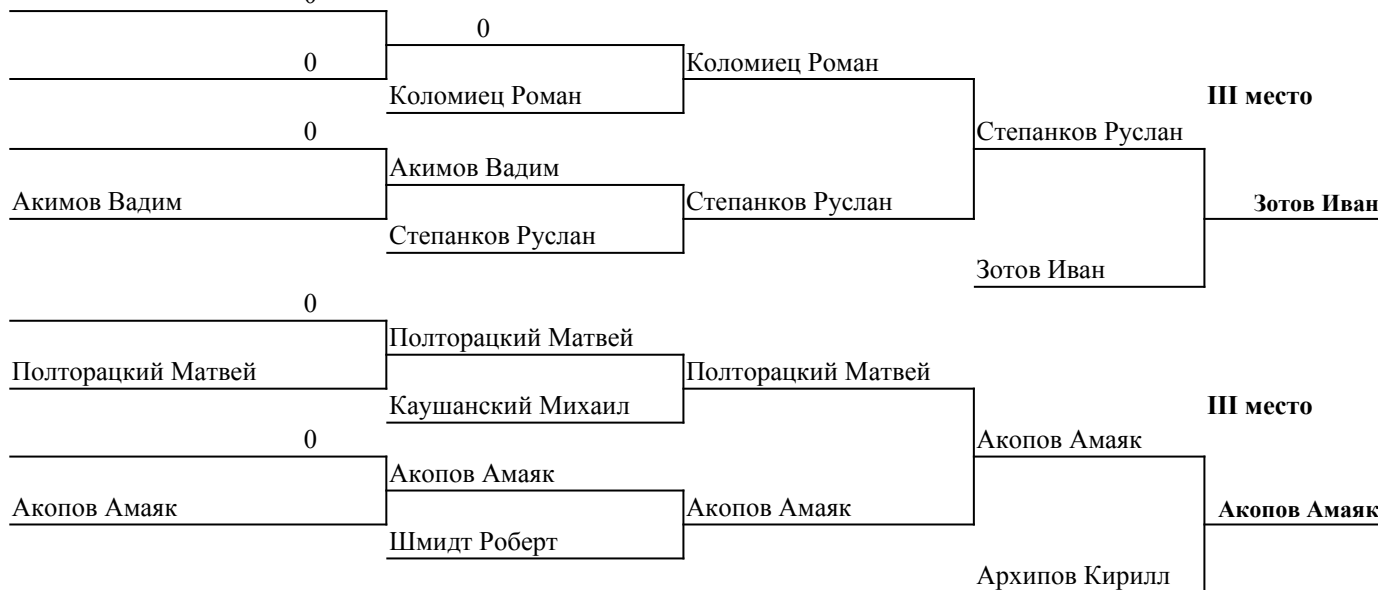 0
0
Коломиец Роман
0
Коломиец Роман
III место
0
Степанков Руслан
Акимов Вадим
Акимов Вадим
Степанков Руслан
Зотов Иван
Степанков Руслан
Зотов Иван
0
Полторацкий Матвей
Полторацкий Матвей
Полторацкий Матвей
Каушанский Михаил
III место
0
Акопов Амаяк
Акопов Амаяк
Акопов Амаяк
Акопов Амаяк
Акопов Амаяк
Шмидт Роберт
Архипов Кирилл